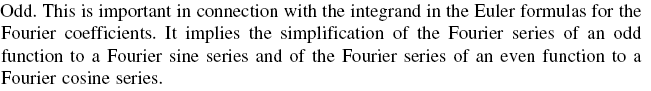 Odd. This is important in connection with the integrand in the Euler formulas for the
Fourier coefficients. It implies the simplification of the Fourier series of an odd
function to a Fourier sine series and of the Fourier series of an even function to a
Fourier cosine series.